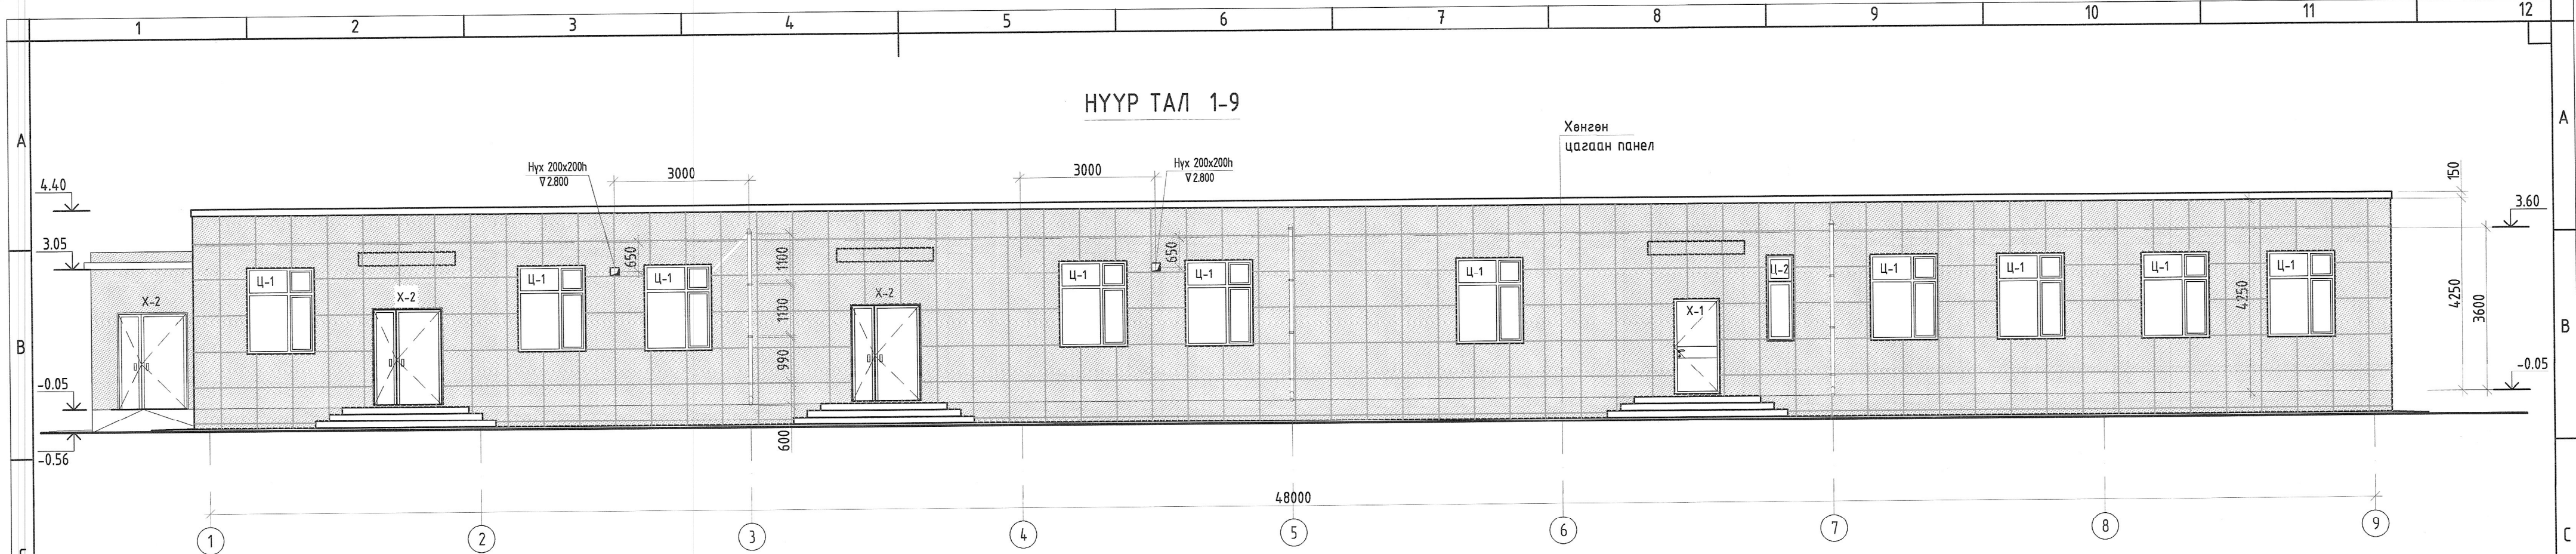 1 2 3 4 5 6 7 8 9 10 11 12
НҮҮР ТАЛ 1-9
A
A
Хөнгөн
цагаан панел
Нүх 200x200h
∇2.800
3000
3000
Нүх 200x200h
∇2.800
150
4.40
3.60
3.05
650
1100
650
Ц-1
Ц-1
Ц-1
Ц-1
Ц-1
Ц-1
Ц-2
Ц-1
Ц-1
Ц-1
Ц-1
X-2
X-2
X-2
X-1
1100
4250
4250
3600
B
B
990
-0.05
-0.05
600
-0.56
48000
1 2 3 4 5 6 7 8 9
C
C